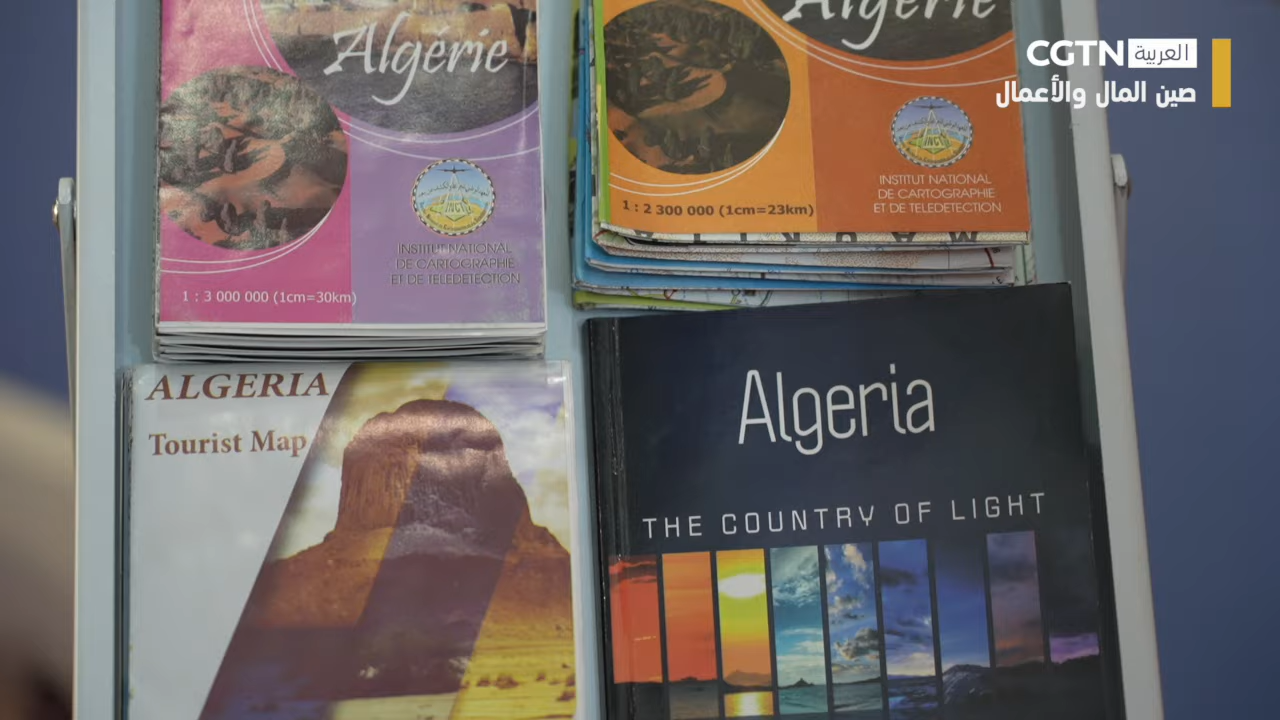 Algérie
INSTITUT NATIONAL
DE CARTOGRAPHIE
ET DE TELEDETECTION
1 : 3 000 000 (1cm=30km)
Algérie
INCT
INSTITUT NATIONAL
DE CARTOGRAPHIE
ET DE TELEDETECTION
1 : 2 300 000 (1cm=23km)
CGTN العربية
صين المال والأعمال
ALGERIA
Tourist Map
Algeria
THE COUNTRY OF LIGHT